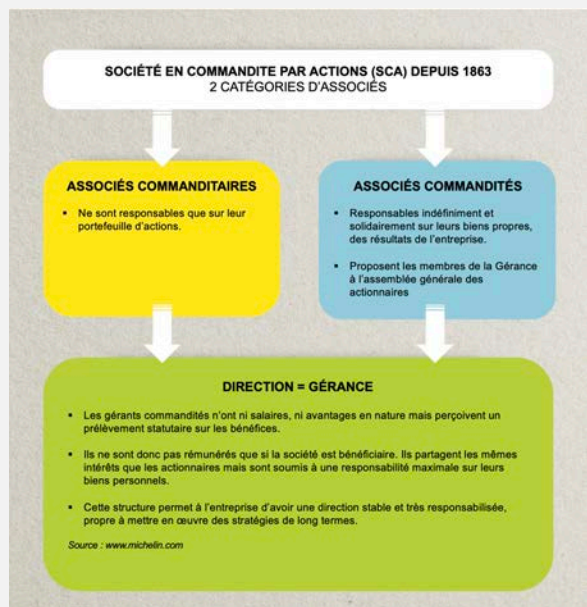 SOCIÉTÉ EN COMMANDITE PAR ACTIONS (SCA) DEPUIS 1863
2 CATÉGORIES D'ASSOCIÉS
ASSOCIÉS COMMANDITAIRES
▪ Ne sont responsables que sur leur
portefeuille d'actions.
ASSOCIÉS COMMANDITÉS
▪ Responsables indéfiniment et
solidairement sur leurs biens propres,
des résultats de l'entreprise.
▪ Proposent les membres de la Gérance
à l'assemblée générale des
actionnaires
DIRECTION = GÉRANCE
▪ Les gérants commandités n'ont ni salaires, ni avantages en nature mais perçoivent un
prélèvement statutaire sur les bénéfices.
▪ Ils ne sont donc pas rémunérés que si la société est bénéficiaire. Ils partagent les mêmes
intérêts que les actionnaires mais sont soumis à une responsabilité maximale sur leurs
biens personnels.
▪ Cette structure permet à l'entreprise d'avoir une direction stable et très responsabilisée,
propre à mettre en œuvre des stratégies de long termes.
Source : www.michelin.com